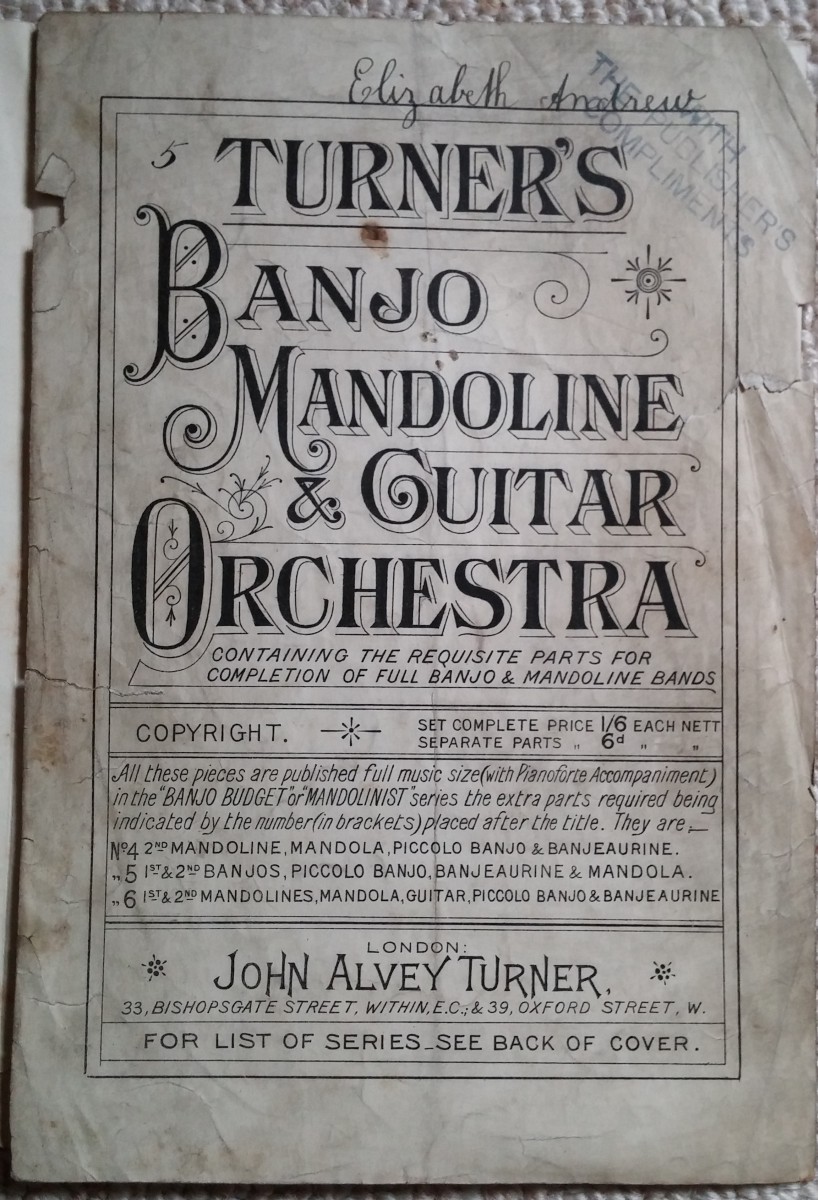 Elizabeth Andrew
WITH
THE PUBLISHER'S
COMPLIMENTS
5
TURNER'S
BANJO
MANDOLINE
& GUITAR
ORCHESTRA
CONTAINING THE REQUISITE PARTS FOR
COMPLETION OF FULL BANJO & MANDOLINE BANDS
COPYRIGHT. SET COMPLETE PRICE 1/6 EACH NETT
SEPARATE PARTS „ 6d „ „
All these pieces are published full music size (with Pianoforte Accompaniment)
in the "BANJO BUDGET" or "MANDOLINIST" series the extra parts required being
indicated by the number (in brackets) placed after the title. They are,—
No 4 2ND MANDOLINE, MANDOLA, PICCOLO BANJO & BANJEAURINE.
„ 5 1ST & 2ND BANJOS, PICCOLO BANJO, BANJEAURINE & MANDOLA.
„ 6 1ST & 2ND MANDOLINES, MANDOLA, GUITAR, PICCOLO BANJO & BANJEAURINE
LONDON:
JOHN ALVEY TURNER,
33, BISHOPSGATE STREET, WITHIN, E.C.; & 39, OXFORD STREET, W.
FOR LIST OF SERIES_SEE BACK OF COVER.